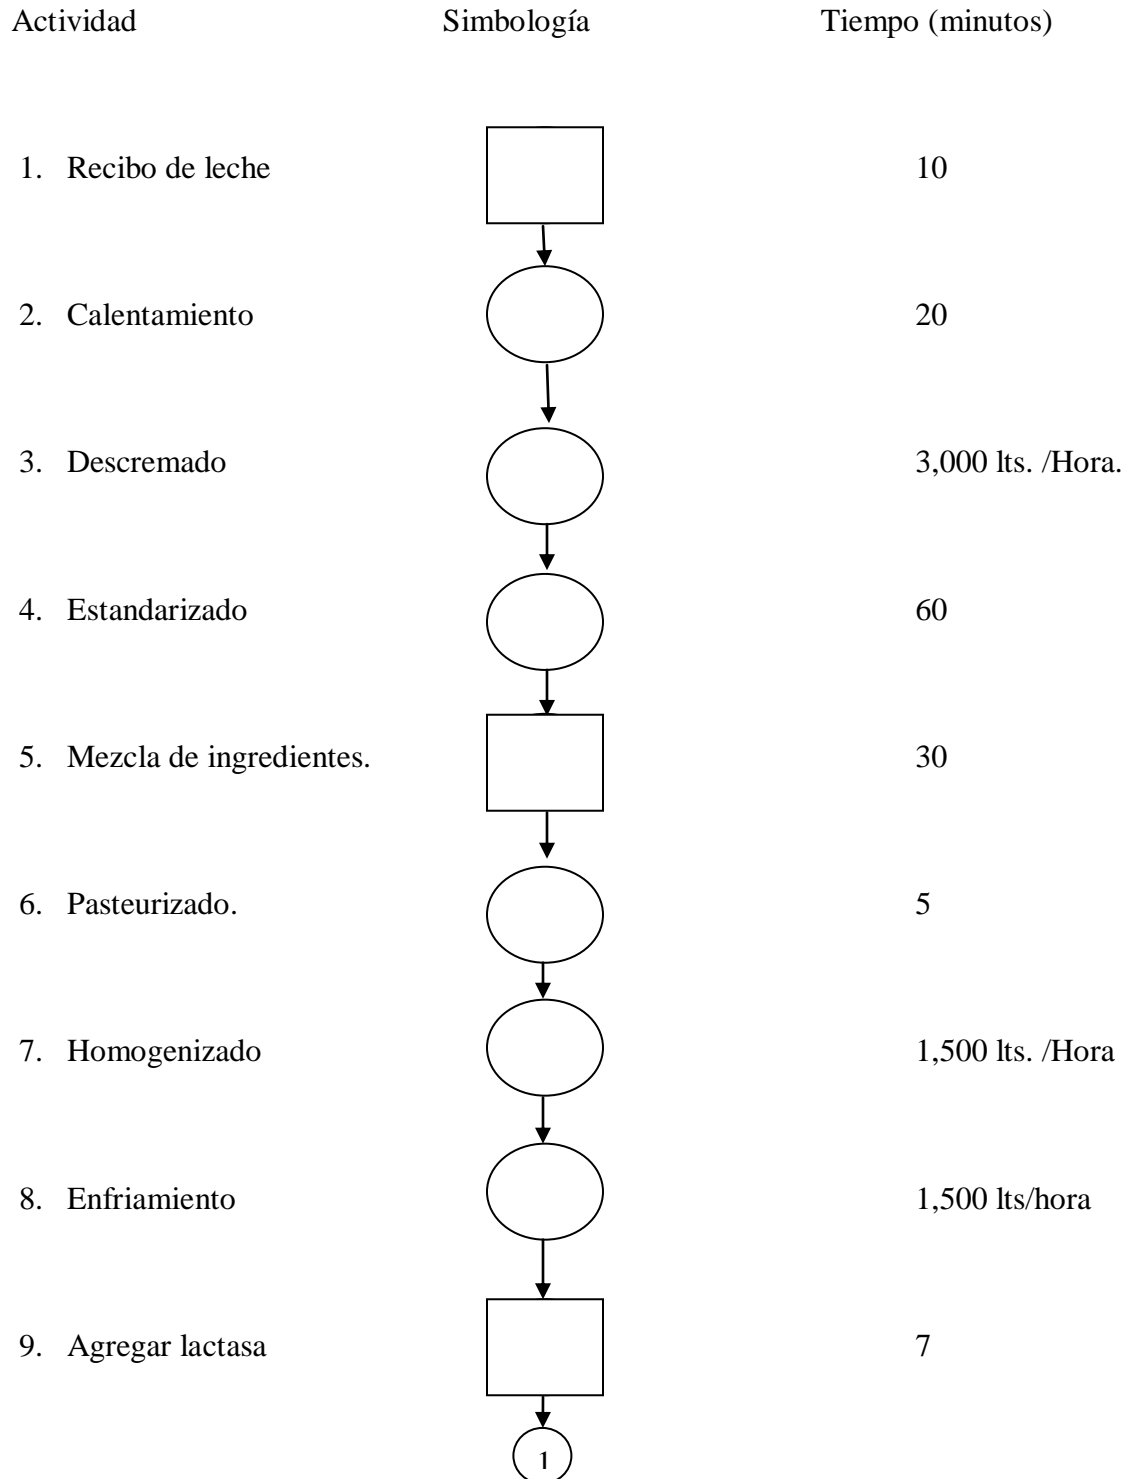 Actividad Simbología Tiempo (minutos)
1. Recibo de leche 10
2. Calentamiento 20
3. Descremado 3,000 lts. /Hora.
4. Estandarizado 60
5. Mezcla de ingredientes. 30
6. Pasteurizado. 5
7. Homogenizado 1,500 lts. /Hora
8. Enfriamiento 1,500 lts/hora
9. Agregar lactasa 7
1